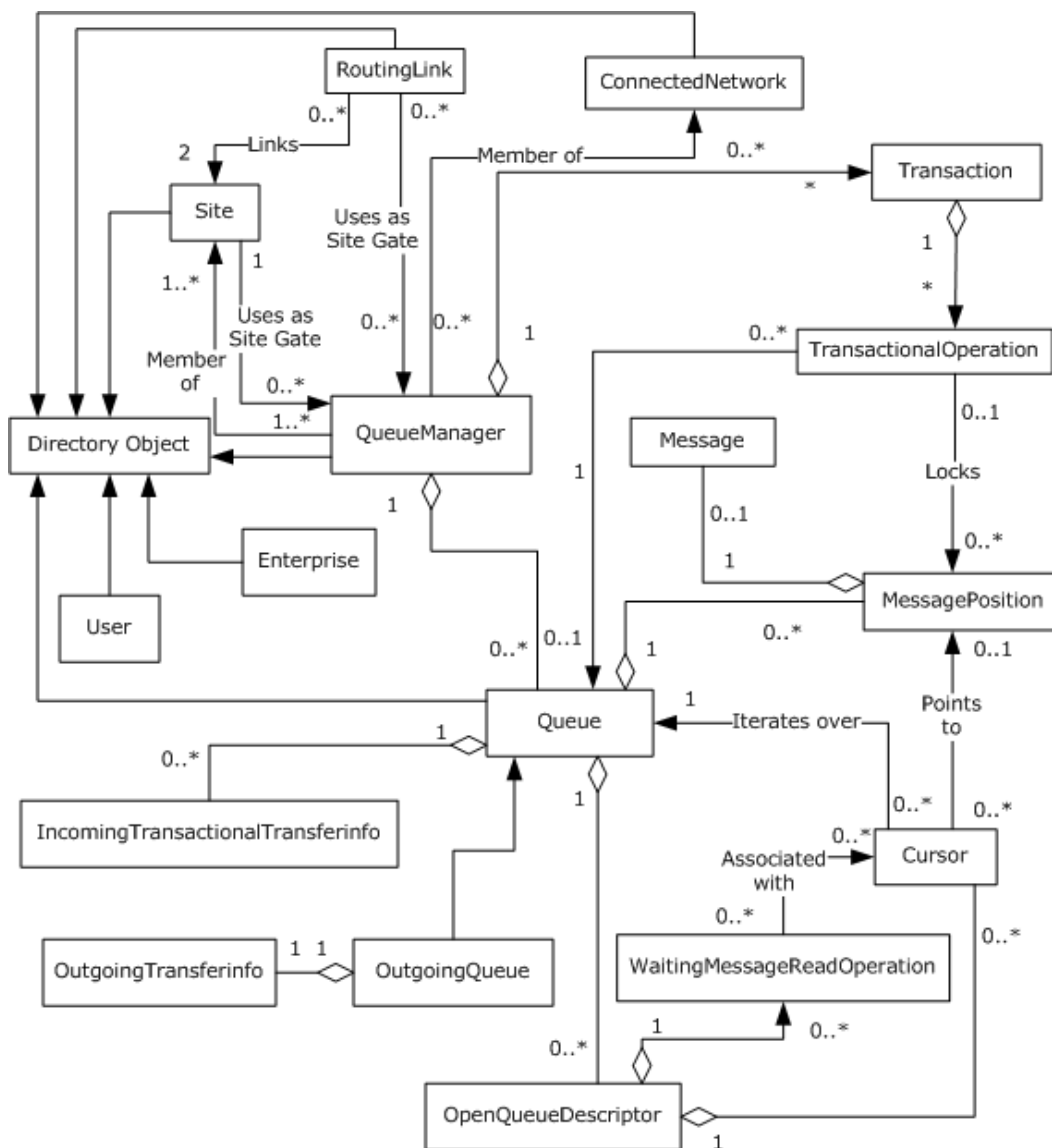 RoutingLink
ConnectedNetwork
0..*
0..*
Links
Member of
0..*
2
*
Transaction
Site
Uses as
Site Gate
1
1
1..*
*
Uses as
Site Gate
0..*
0..*
1
0..*
TransactionalOperation
Member
of
0..*
1..*
0..1
Directory Object
QueueManager
Message
1
Locks
1
0..1
0..*
Enterprise
1
MessagePosition
User
0..*
0..1
1
0..*
0..1
Queue
1
Iterates over
Points
to
1
0..*
1
IncomingTransactionalTransferinfo
0..*
0..*
0..*
Associated
with
Cursor
0..*
0..*
1
1
OutgoingTransferinfo
OutgoingQueue
WaitingMessageReadOperation
1
0..*
0..*
OpenQueueDescriptor
1